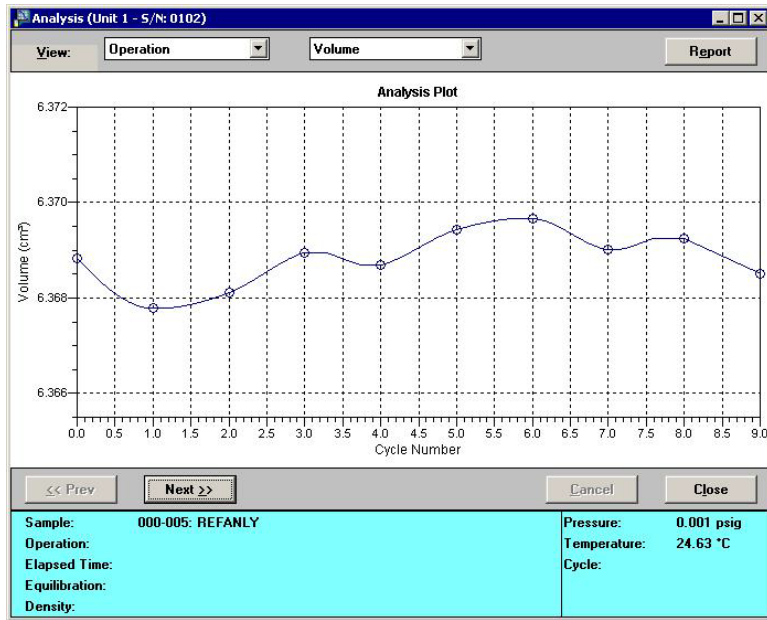 Analysis (Unit 1 - S/N: 0102)
View: Operation Volume Report
Analysis Plot
6.372
6.370
6.368
6.366
Volume (cm³)
0.0 0.5 1.0 1.5 2.0 2.5 3.0 3.5 4.0 4.5 5.0 5.5 6.0 6.5 7.0 7.5 8.0 8.5 9.0
Cycle Number
<< Prev Next >> Cancel Close
Sample: 000-005: REFANLY Pressure: 0.001 psig
Operation: Temperature: 24.63 °C
Elapsed Time: Cycle:
Equilibration:
Density: